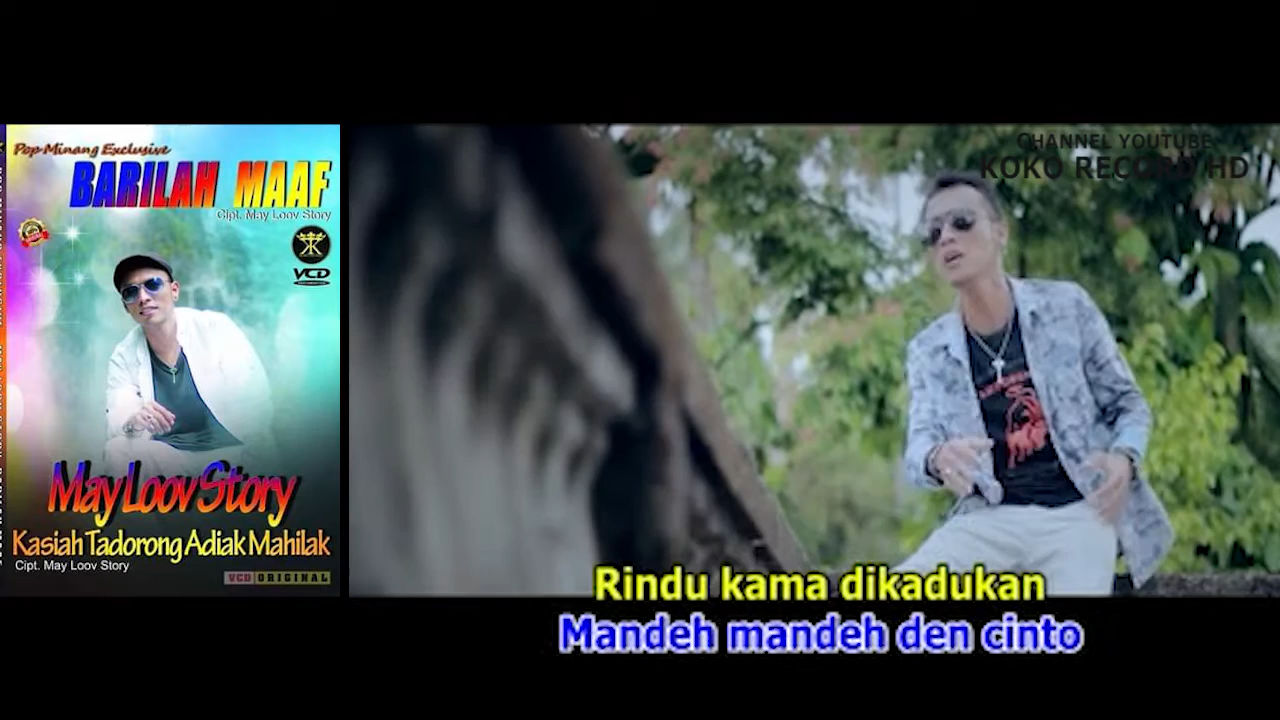 Pop Minang Exclusive
BARILAH MAAF
Cipt. May Loov Story
VCD
May Loov Story
Kasiah Tadorong Adiak Mahilak
Cipt. May Loov Story
VCD ORIGINAL
CHANNEL YOUTUBE
KOKO RECORD HD
Rindu kama dikadukan
Mandeh mandeh den cinto